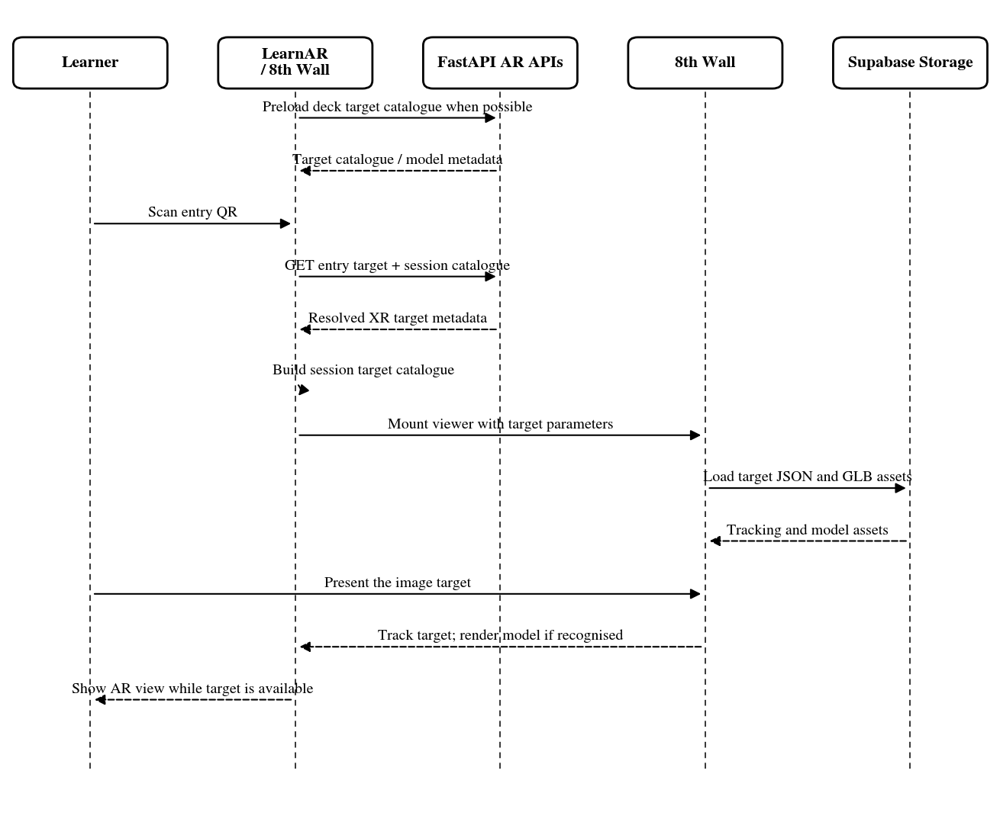 Learner
LearnAR
/ 8th Wall
FastAPI AR APIs
8th Wall
Supabase Storage
Preload deck target catalogue when possible
Target catalogue / model metadata
Scan entry QR
GET entry target + session catalogue
Resolved XR target metadata
Build session target catalogue
Mount viewer with target parameters
Load target JSON and GLB assets
Tracking and model assets
Present the image target
Track target; render model if recognised
Show AR view while target is available